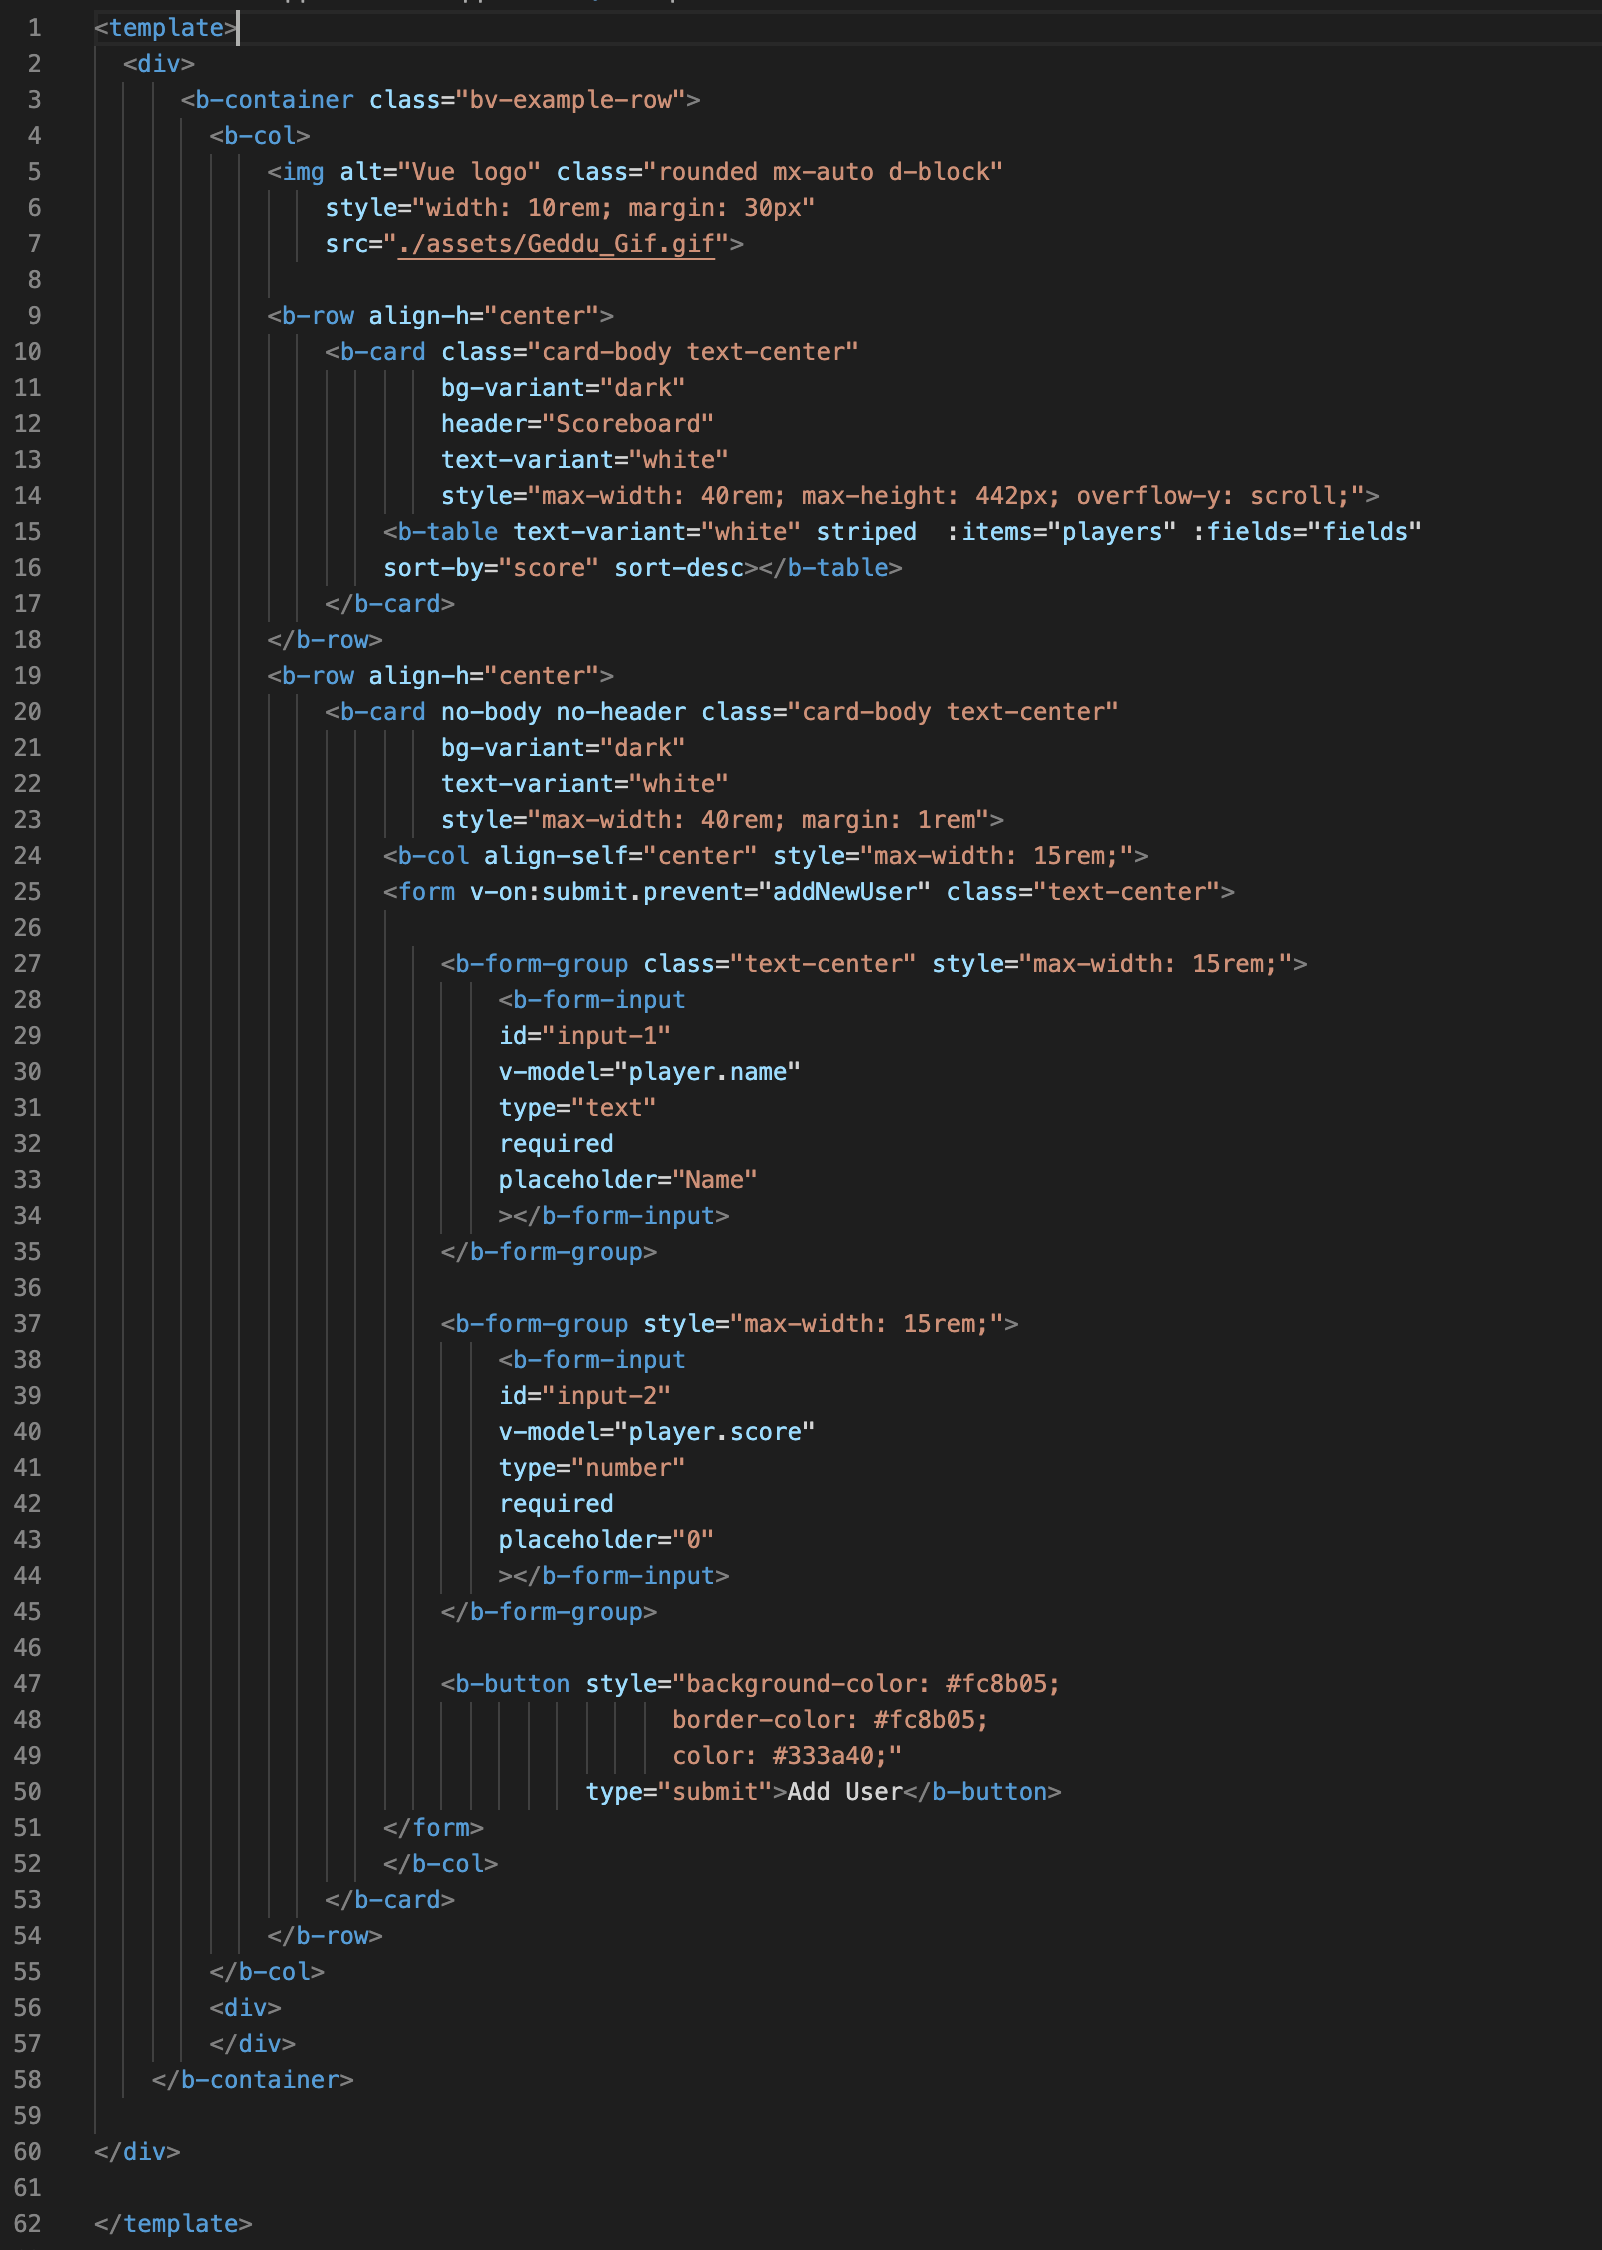 1 <template>
2 <div>
3 <b-container class="bv-example-row">
4 <b-col>
5 <img alt="Vue logo" class="rounded mx-auto d-block"
6 style="width: 10rem; margin: 30px"
7 src="./assets/Geddu_Gif.gif">
8
9 <b-row align-h="center">
10 <b-card class="card-body text-center"
11 bg-variant="dark"
12 header="Scoreboard"
13 text-variant="white"
14 style="max-width: 40rem; max-height: 442px; overflow-y: scroll;">
15 <b-table text-variant="white" striped  :items="players" :fields="fields"
16 sort-by="score" sort-desc></b-table>
17 </b-card>
18 </b-row>
19 <b-row align-h="center">
20 <b-card no-body no-header class="card-body text-center"
21 bg-variant="dark"
22 text-variant="white"
23 style="max-width: 40rem; margin: 1rem">
24 <b-col align-self="center" style="max-width: 15rem;">
25 <form v-on:submit.prevent="addNewUser" class="text-center">
26
27 <b-form-group class="text-center" style="max-width: 15rem;">
28 <b-form-input
29 id="input-1"
30 v-model="player.name"
31 type="text"
32 required
33 placeholder="Name"
34 ></b-form-input>
35 </b-form-group>
36
37 <b-form-group style="max-width: 15rem;">
38 <b-form-input
39 id="input-2"
40 v-model="player.score"
41 type="number"
42 required
43 placeholder="0"
44 ></b-form-input>
45 </b-form-group>
46
47 <b-button style="background-color: #fc8b05;
48 border-color: #fc8b05;
49 color: #333a40;"
50 type="submit">Add User</b-button>
51 </form>
52 </b-col>
53 </b-card>
54 </b-row>
55 </b-col>
56 <div>
57 </div>
58 </b-container>
59
60 </div>
61
62 </template>